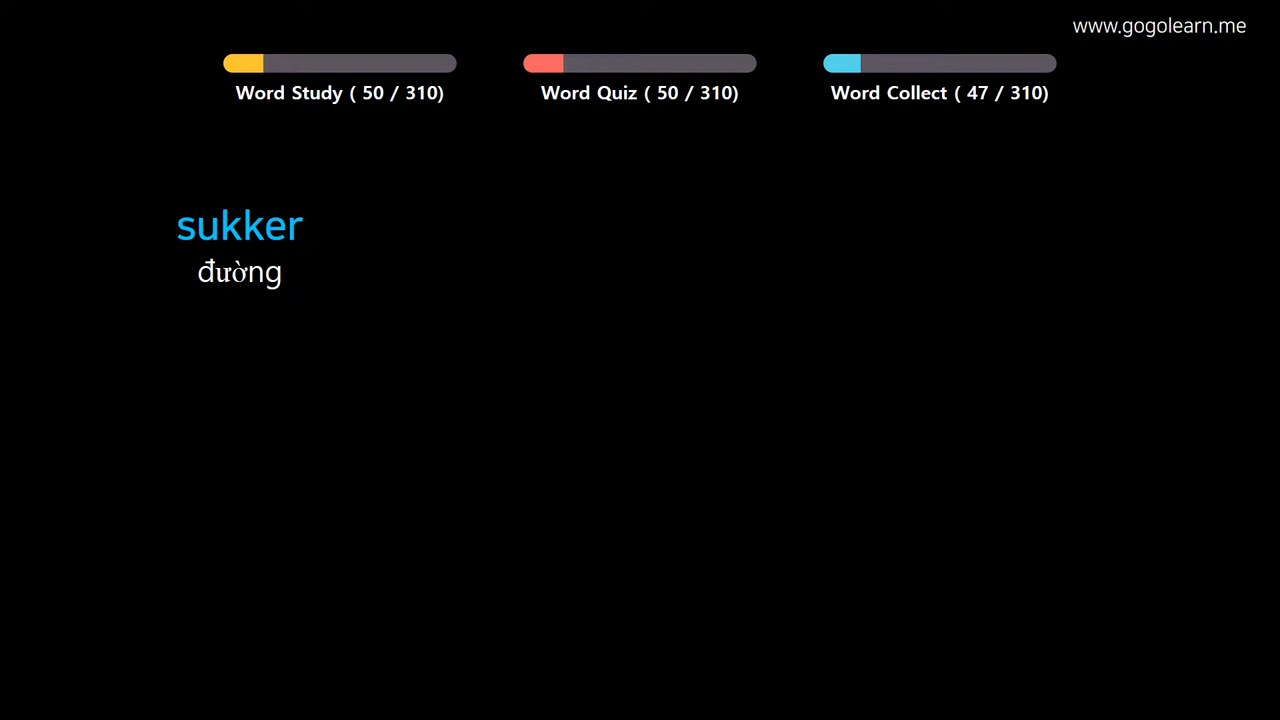 www.gogolearn.me
Word Study ( 50 / 310)
Word Quiz ( 50 / 310)
Word Collect ( 47 / 310)
sukker
đường